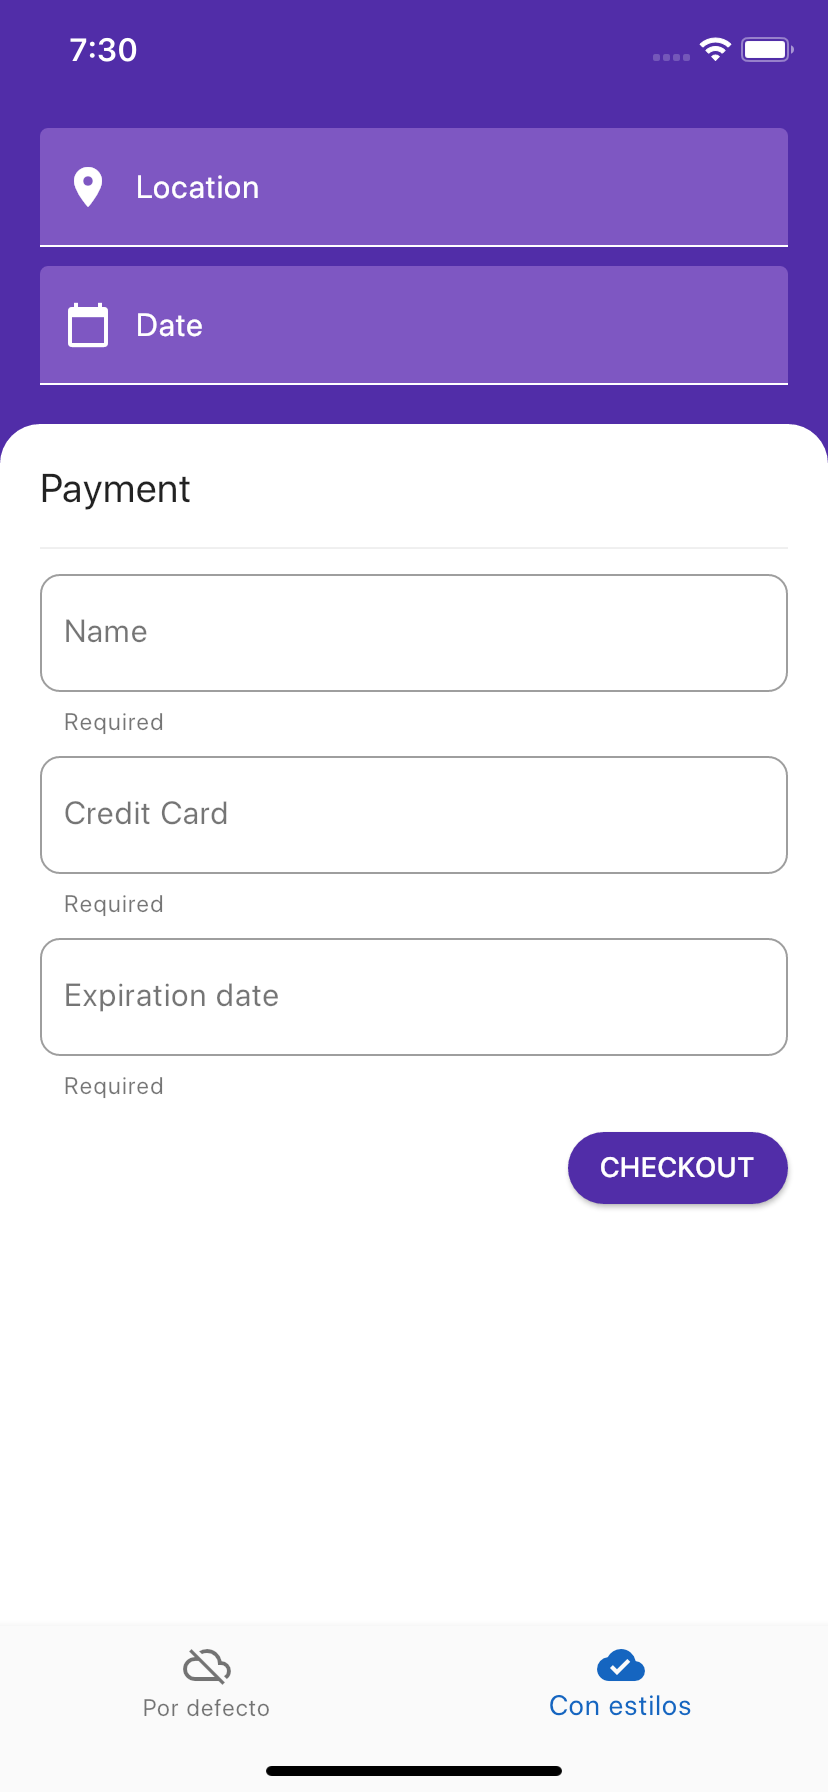 7:30
Location
Date
Payment
Name
Required
Credit Card
Required
Expiration date
Required
CHECKOUT
Por defecto
Con estilos